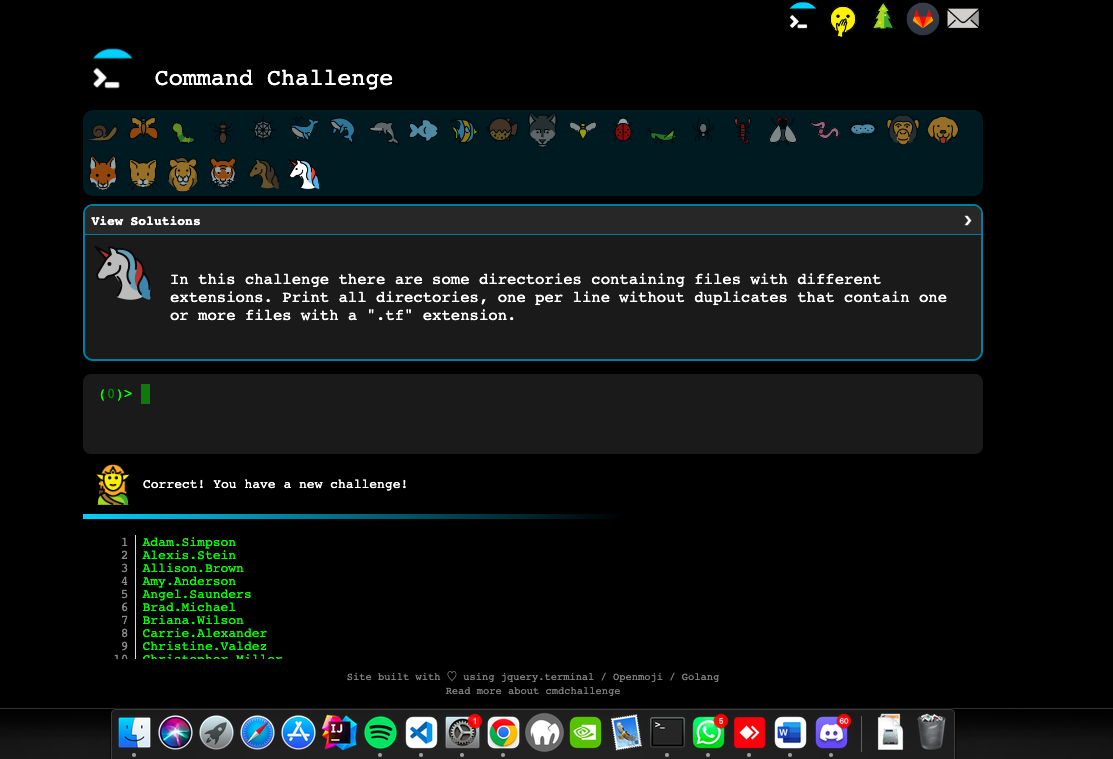 Command Challenge
View Solutions ❯
In this challenge there are some directories containing files with different
extensions. Print all directories, one per line without duplicates that contain one
or more files with a ".tf" extension.
(0)>
Correct! You have a new challenge!
1 Adam.Simpson
2 Alexis.Stein
3 Allison.Brown
4 Amy.Anderson
5 Angel.Saunders
6 Brad.Michael
7 Briana.Wilson
8 Carrie.Alexander
9 Christine.Valdez
10 Christopher.Miller
Site built with ♡ using jquery.terminal / Openmoji / Golang
Read more about cmdchallenge
IJ
1
5
W
60